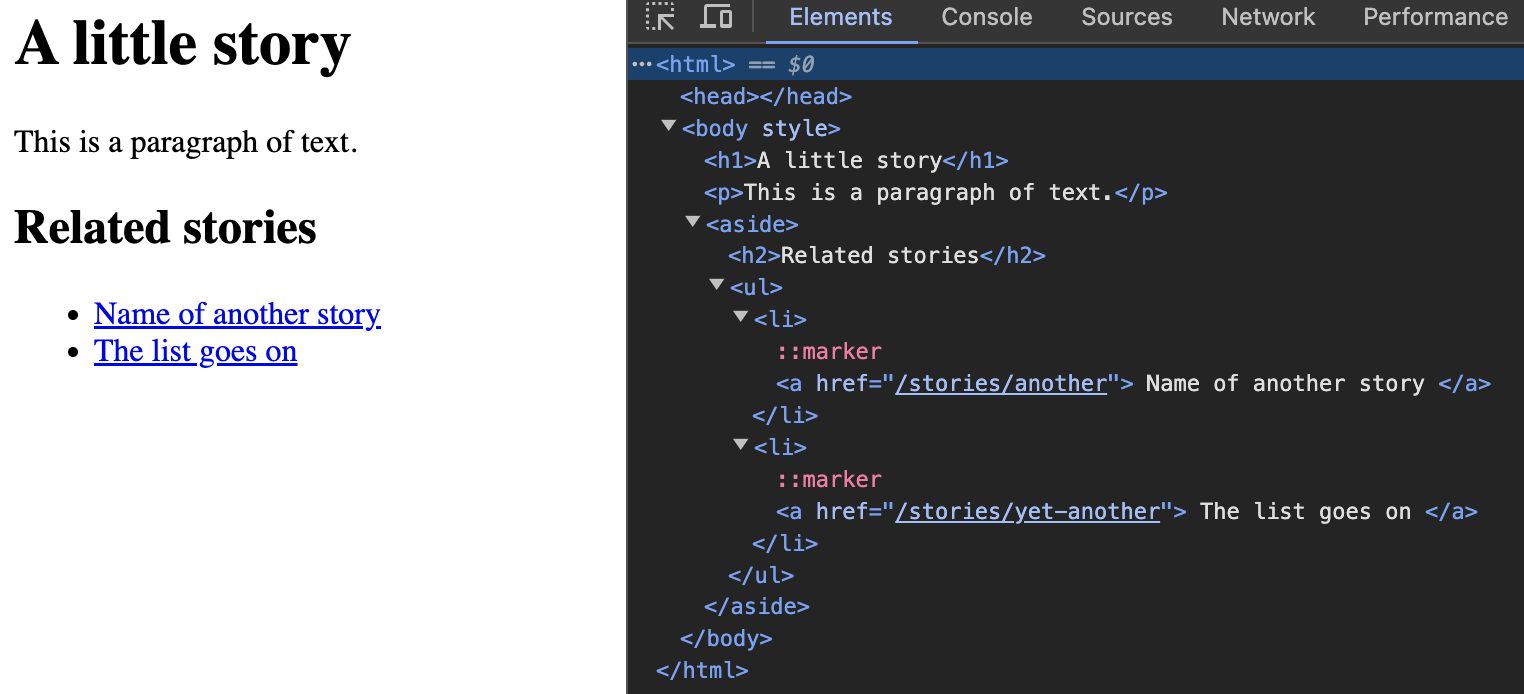 A little story
This is a paragraph of text.
Related stories
• Name of another story
• The list goes on
Elements Console Sources Network Performance
···<html> == $0
<head></head>
▼<body style>
<h1>A little story</h1>
<p>This is a paragraph of text.</p>
▼<aside>
<h2>Related stories</h2>
▼<ul>
▼<li>
::marker
<a href="/stories/another"> Name of another story </a>
</li>
▼<li>
::marker
<a href="/stories/yet-another"> The list goes on </a>
</li>
</ul>
</aside>
</body>
</html>